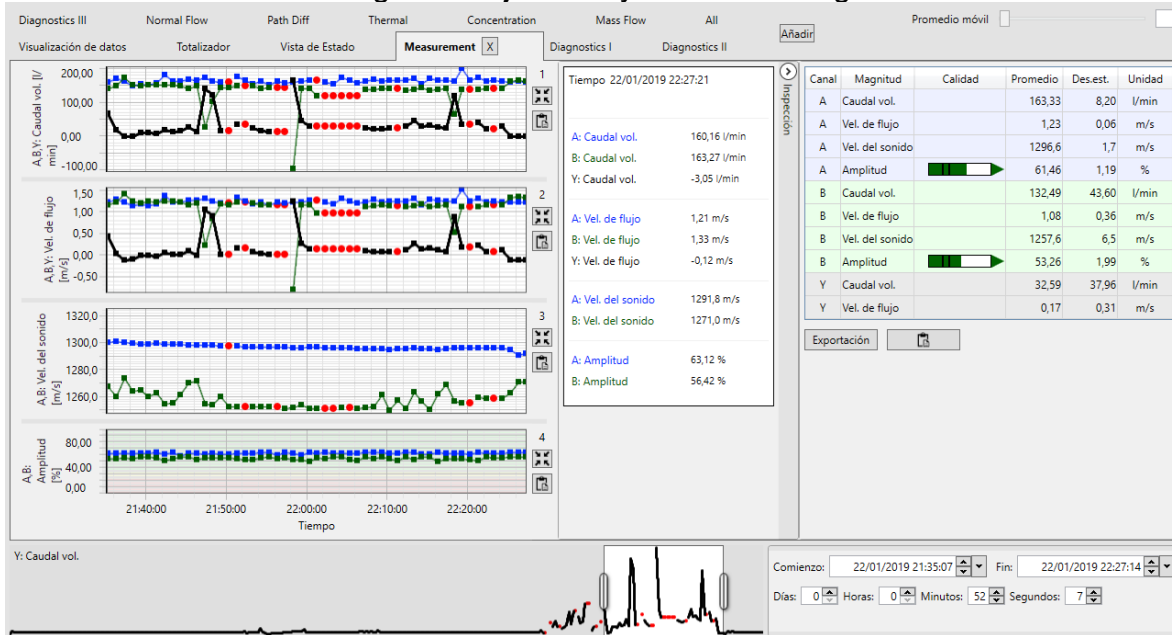 Diagnostics III Normal Flow Path Diff Thermal Concentration Mass Flow All
Visualización de datos Totalizador Vista de Estado Measurement X Diagnostics I Diagnostics II
Añadir
Promedio móvil
A,B,Y: Caudal vol. [l/min]
200,00
100,00
0,00
-100,00
1
A,B,Y: Vel. de flujo [m/s]
1,50
1,00
0,50
0,00
-0,50
2
A,B: Vel. del sonido [m/s]
1320,0
1300,0
1280,0
1260,0
3
A,B: Amplitud [%]
80,00
40,00
0,00
4
21:40:00 21:50:00 22:00:00 22:10:00 22:20:00
Tiempo
Tiempo 22/01/2019 22:27:21
A: Caudal vol. 160,16 l/min
B: Caudal vol. 163,27 l/min
Y: Caudal vol. -3,05 l/min
A: Vel. de flujo 1,21 m/s
B: Vel. de flujo 1,33 m/s
Y: Vel. de flujo -0,12 m/s
A: Vel. del sonido 1291,8 m/s
B: Vel. del sonido 1271,0 m/s
A: Amplitud 63,12 %
B: Amplitud 56,42 %
Inspección
Canal Magnitud Calidad Promedio Des.est. Unidad
A Caudal vol. 163,33 8,20 l/min
A Vel. de flujo 1,23 0,06 m/s
A Vel. del sonido 1296,6 1,7 m/s
A Amplitud 61,46 1,19 %
B Caudal vol. 132,49 43,60 l/min
B Vel. de flujo 1,08 0,36 m/s
B Vel. del sonido 1257,6 6,5 m/s
B Amplitud 53,26 1,99 %
Y Caudal vol. 32,59 37,96 l/min
Y Vel. de flujo 0,17 0,31 m/s
Exportación
Y: Caudal vol.
Comienzo: 22/01/2019 21:35:07 Fin: 22/01/2019 22:27:14
Días: 0 Horas: 0 Minutos: 52 Segundos: 7